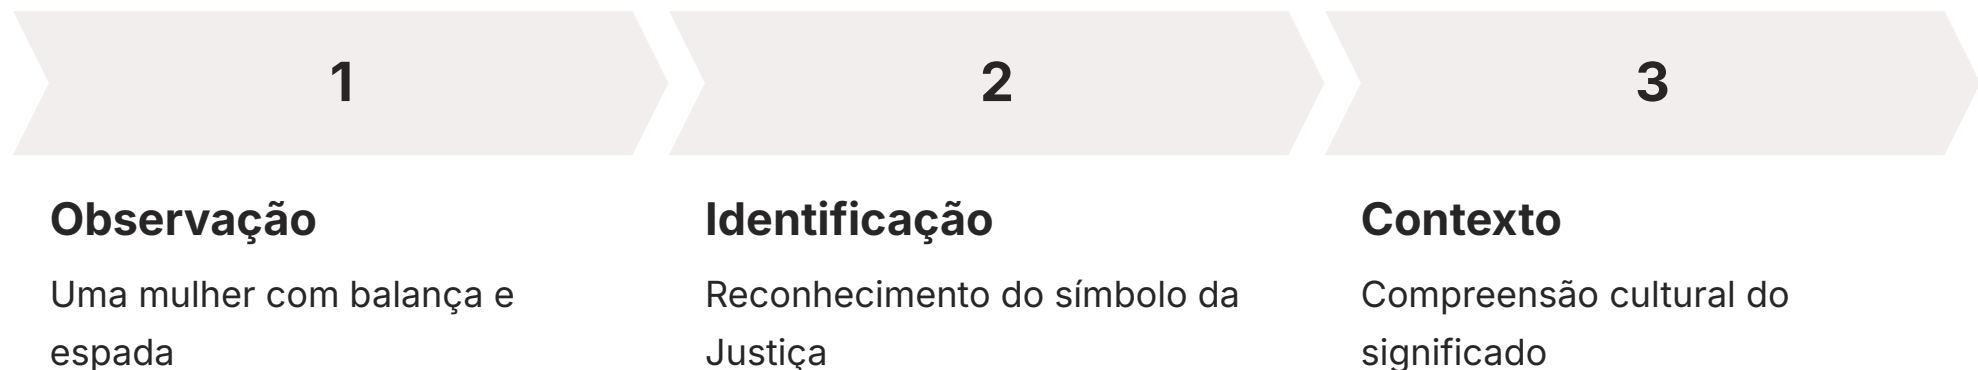 1
2
3
Observação
Uma mulher com balança e
espada
Identificação
Reconhecimento do símbolo da
Justiça
Contexto
Compreensão cultural do
significado